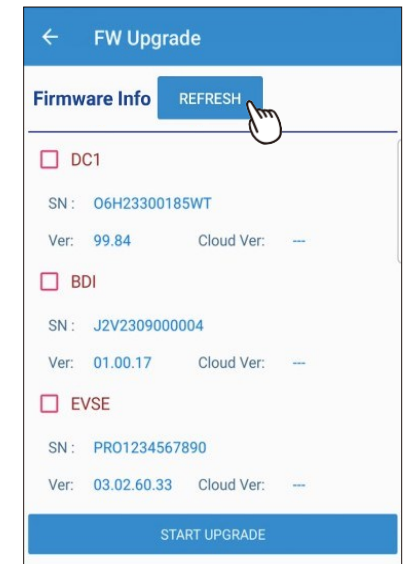 ← FW Upgrade
Firmware Info REFRESH
DC1
SN : O6H23300185WT
Ver: 99.84 Cloud Ver: ---
BDI
SN : J2V2309000004
Ver: 01.00.17 Cloud Ver: ---
EVSE
SN : PRO1234567890
Ver: 03.02.60.33 Cloud Ver: ---
START UPGRADE